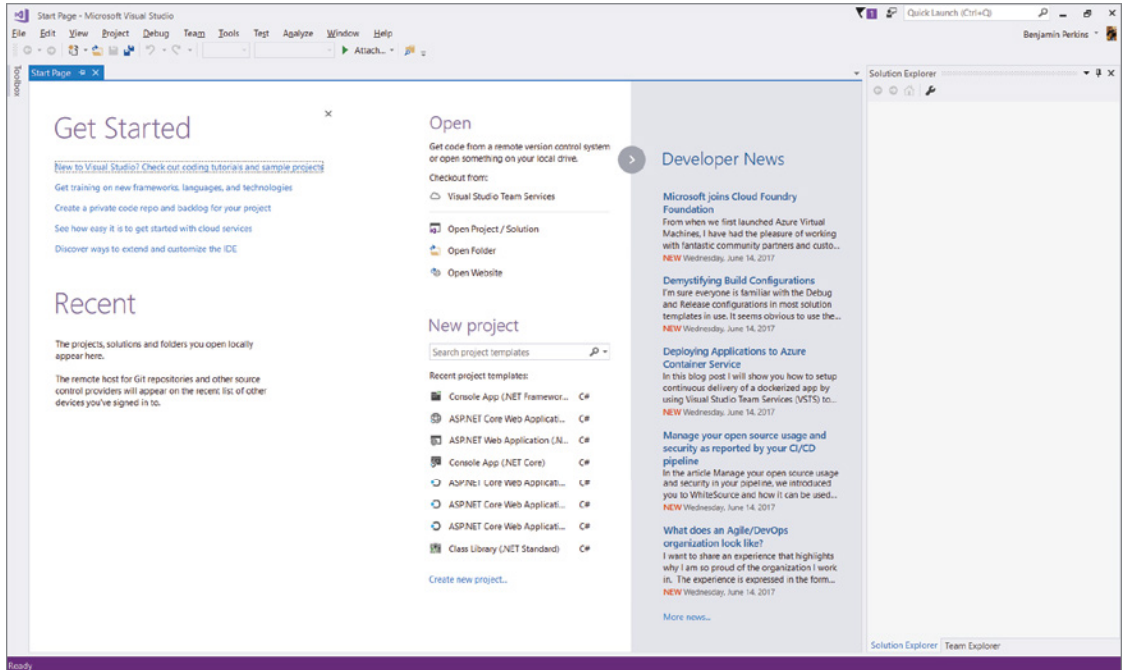 Start Page - Microsoft Visual Studio
1
Quick Launch (Ctrl+Q)
File Edit View Project Debug Team Tools Test Analyze Window Help
Benjamin Perkins
Attach...
Toolbox
Start Page
Get Started
New to Visual Studio? Check out coding tutorials and sample projects
Get training on new frameworks, languages, and technologies
Create a private code repo and backlog for your project
See how easy it is to get started with cloud services
Discover ways to extend and customize the IDE
Recent
The projects, solutions and folders you open locally
appear here.
The remote host for Git repositories and other source
control providers will appear on the recent list of other
devices you've signed in to.
Open
Get code from a remote version control system
or open something on your local drive.
Checkout from:
Visual Studio Team Services
Open Project / Solution
Open Folder
Open Website
New project
Search project templates
Recent project templates:
Console App (.NET Framewor... C#
ASP.NET Core Web Applicati... C#
ASP.NET Web Application (.N... C#
Console App (.NET Core) C#
ASP.NET Core Web Applicati... C#
ASP.NET Core Web Applicati... C#
ASP.NET Core Web Applicati... C#
Class Library (.NET Standard) C#
Create new project...
Developer News
Microsoft joins Cloud Foundry
Foundation
From when we first launched Azure Virtual
Machines, I have had the pleasure of working
with fantastic community partners and custo...
NEW Wednesday, June 14, 2017
Demystifying Build Configurations
I'm sure everyone is familiar with the Debug
and Release configurations in most solution
templates in use. It seems obvious to use the...
NEW Wednesday, June 14, 2017
Deploying Applications to Azure
Container Service
In this blog post I will show you how to setup
continuous delivery of a dockerized app by
using Visual Studio Team Services (VSTS) to...
NEW Wednesday, June 14, 2017
Manage your open source usage and
security as reported by your CI/CD
pipeline
In the article Manage your open source usage
and security in your pipeline, we introduced
you to WhiteSource and how it can be used...
NEW Wednesday, June 14, 2017
What does an Agile/DevOps
organization look like?
I want to share an experience that highlights
why I am so proud of the organization I work
in. The experience is expressed in the form...
NEW Wednesday, June 14, 2017
More news...
Solution Explorer
Solution Explorer Team Explorer
Ready